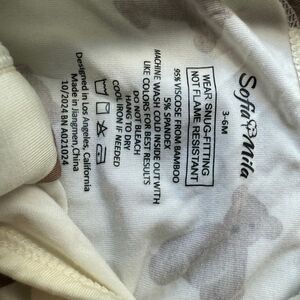 Sofia & Mila
3-6M
WEAR SNUG-FITTING
NOT FLAME RESISTANT
95% VISCOSE FROM BAMBOO
5% SPANDEX
MACHINE WASH COLD INSIDE OUT WITH
LIKE COLORS FOR BEST RESULTS
DO NOT BLEACH
HANG TO DRY
COOL IRON IF NEEDED
Designed in Los Angeles, California
Made in Jiangmen,China
10/2024 BN A021024